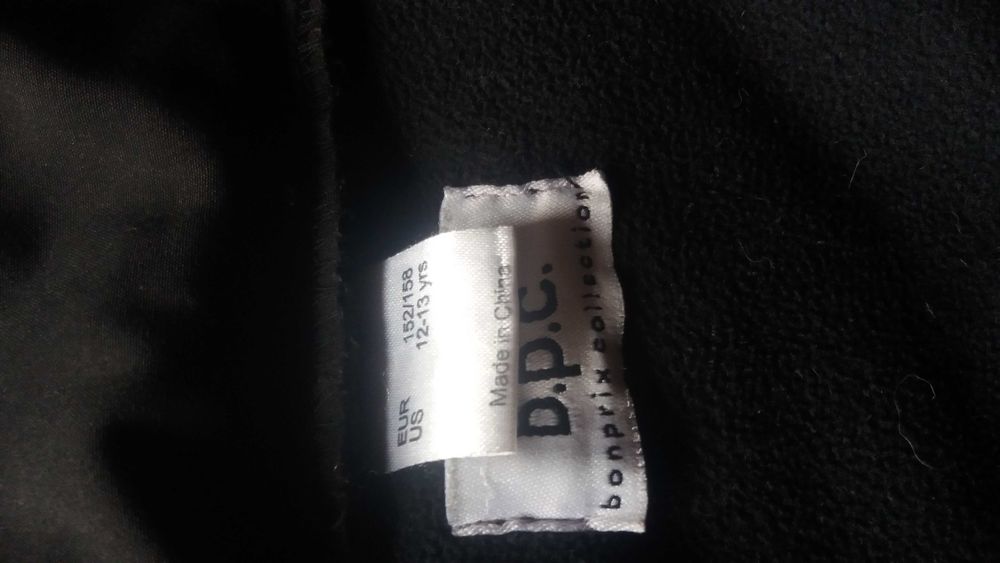 b.p.c.
bonprix collection
Made in China
EUR 152/158
US 12-13 yrs